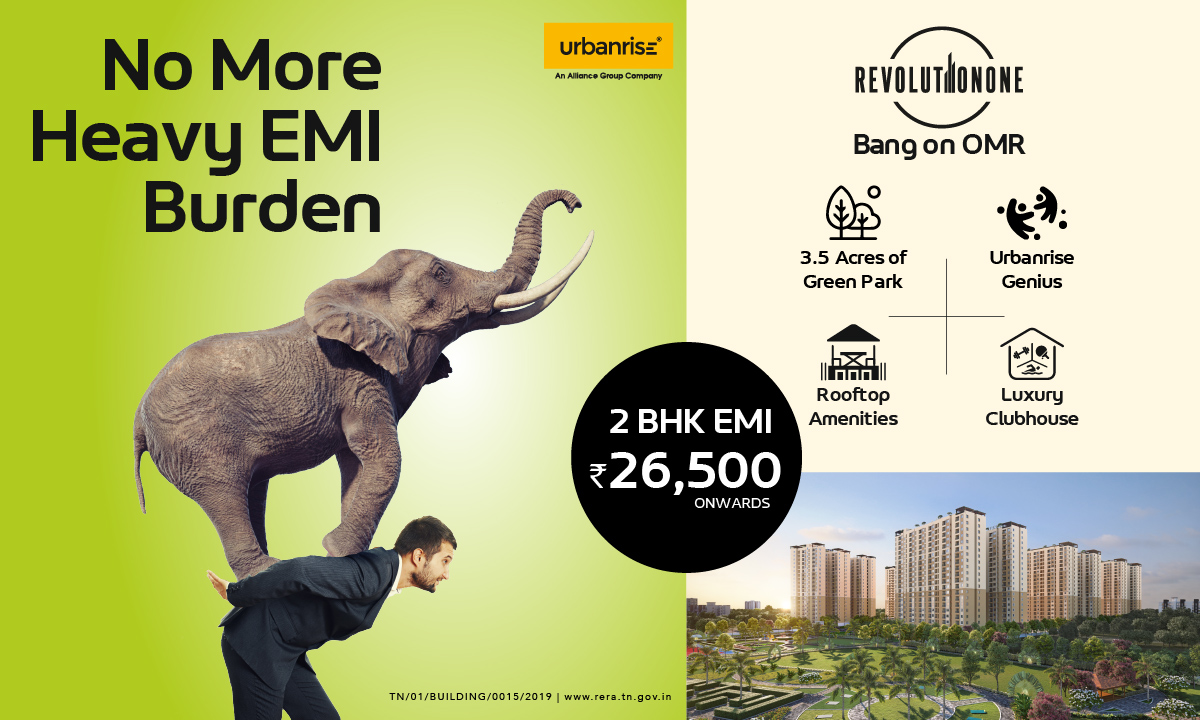 No More
Heavy EMI
Burden
urbanrise®
An Alliance Group Company
REVOLUTIONONE
Bang on OMR
3.5 Acres of
Green Park
Urbanrise
Genius
Rooftop
Amenities
Luxury
Clubhouse
2 BHK EMI
₹26,500
ONWARDS
TN/01/BUILDING/0015/2019 | www.rera.tn.gov.in